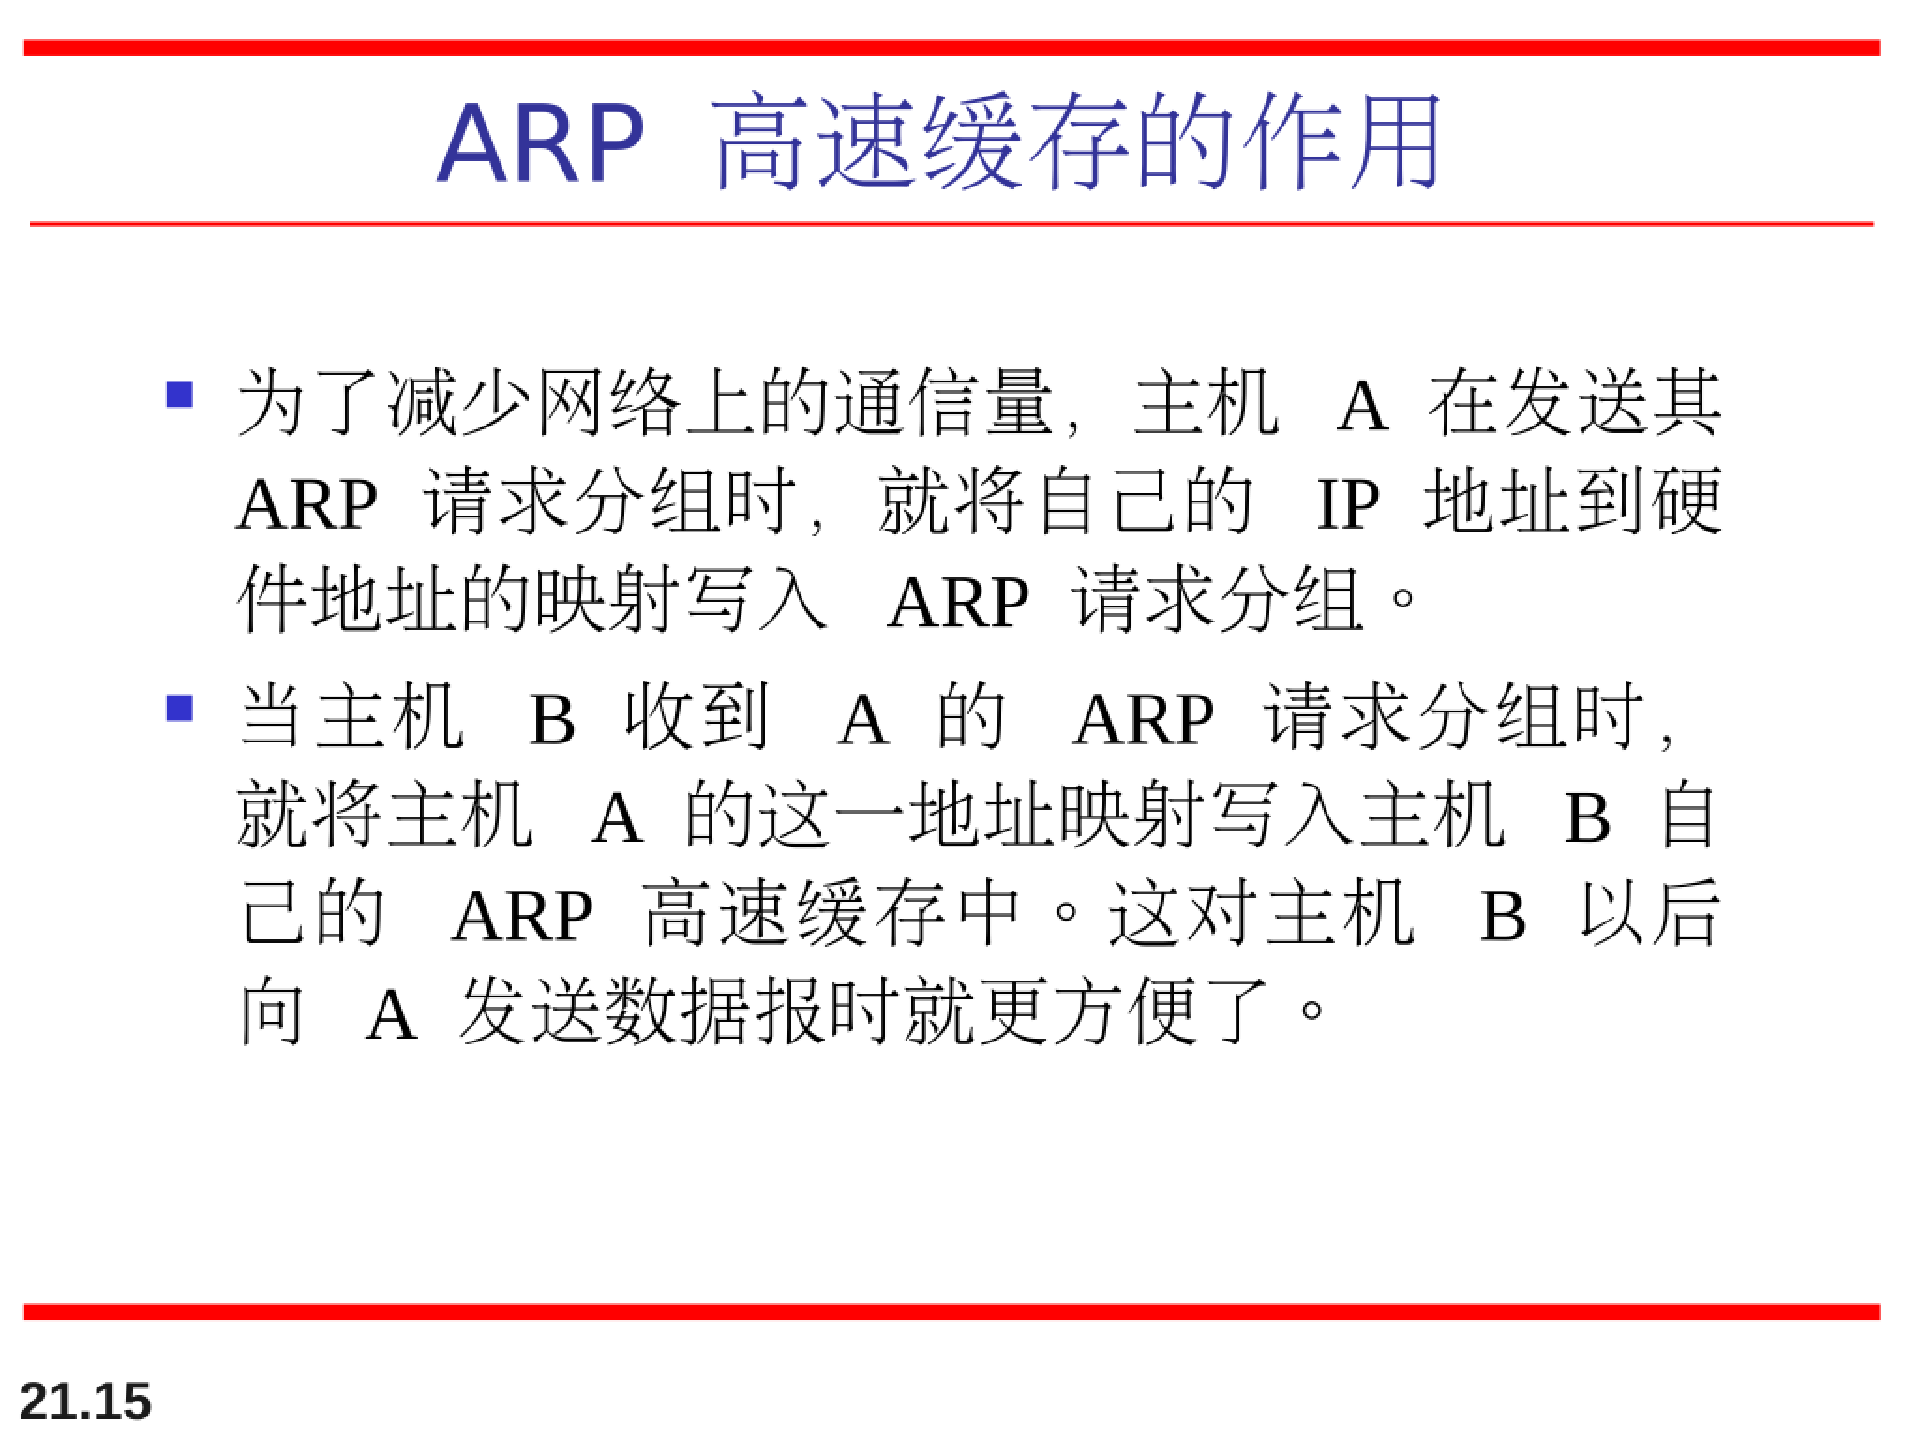 ARP 高速缓存的作用
为了减少网络上的通信量，主机 A 在发送其
ARP 请求分组时，就将自己的 IP 地址到硬
件地址的映射写入 ARP 请求分组。
当主机 B 收到 A 的 ARP 请求分组时，
就将主机 A 的这一地址映射写入主机 B 自
己的 ARP 高速缓存中。这对主机 B 以后
向 A 发送数据报时就更方便了。
21.15